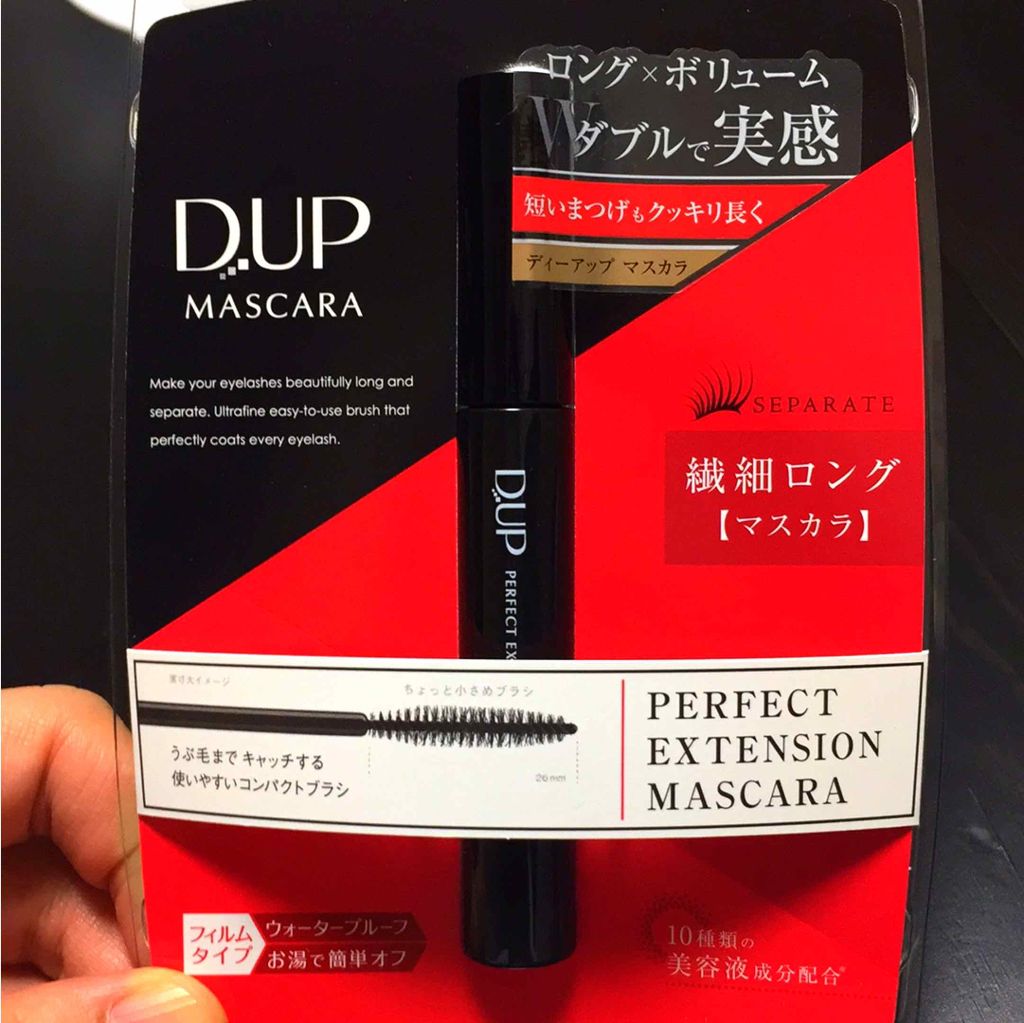 ロング×ボリューム
Wダブルで実感
短いまつげもクッキリ長く
ディーアップ マスカラ
D.UP
MASCARA
Make your eyelashes beautifully long and
separate. Ultrafine easy-to-use brush that
perfectly coats every eyelash.
SEPARATE
繊細ロング
【マスカラ】
D.UP PERFECT EX
実寸大イメージ
ちょっと小さめブラシ
うぶ毛まで キャッチする
使いやすいコンパクトブラシ
26mm
PERFECT
EXTENSION
MASCARA
フィルム
タイプ
ウォータープルーフ
お湯で簡単オフ
10種類の
美容液成分配合*